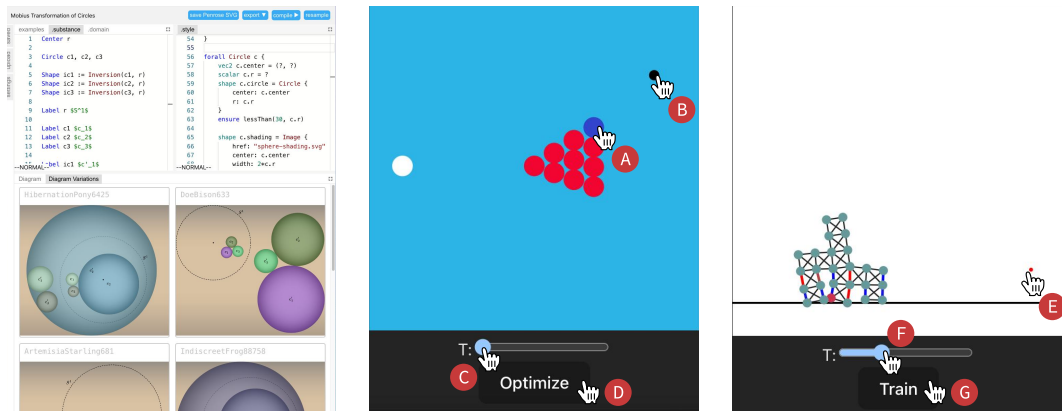 Mobius Transformation of Circles
save Penrose SVG export ▼ compile ▶ resample
examples .substance .domain
saved
upload
settings
1 Center r
2
3 Circle c1, c2, c3
4
5 Shape ic1 := Inversion(c1, r)
6 Shape ic2 := Inversion(c2, r)
7 Shape ic3 := Inversion(c3, r)
8
9 Label r $S^1$
10
11 Label c1 $c_1$
12 Label c2 $c_2$
13 Label c3 $c_3$
14
--NORMAL--
.style
54 }
55
56 forall Circle c {
57 vec2 c.center = (?, ?)
58 scalar c.r = ?
59 shape c.circle = Circle {
60 center: c.center
61 r: c.r
62 }
63 ensure lessThan(30, c.r)
64
65 shape c.shading = Image {
66 href: "sphere-shading.svg"
67 center: c.center
68 width: 2*c.r
--NORMAL--
Diagram Diagram Variations
HibernationPony6425
DoeBison633
ArtemisiaStarling681
IndiscreetFrog88758
B
A
T:
C
Optimize
D
E
F
T:
Train
G